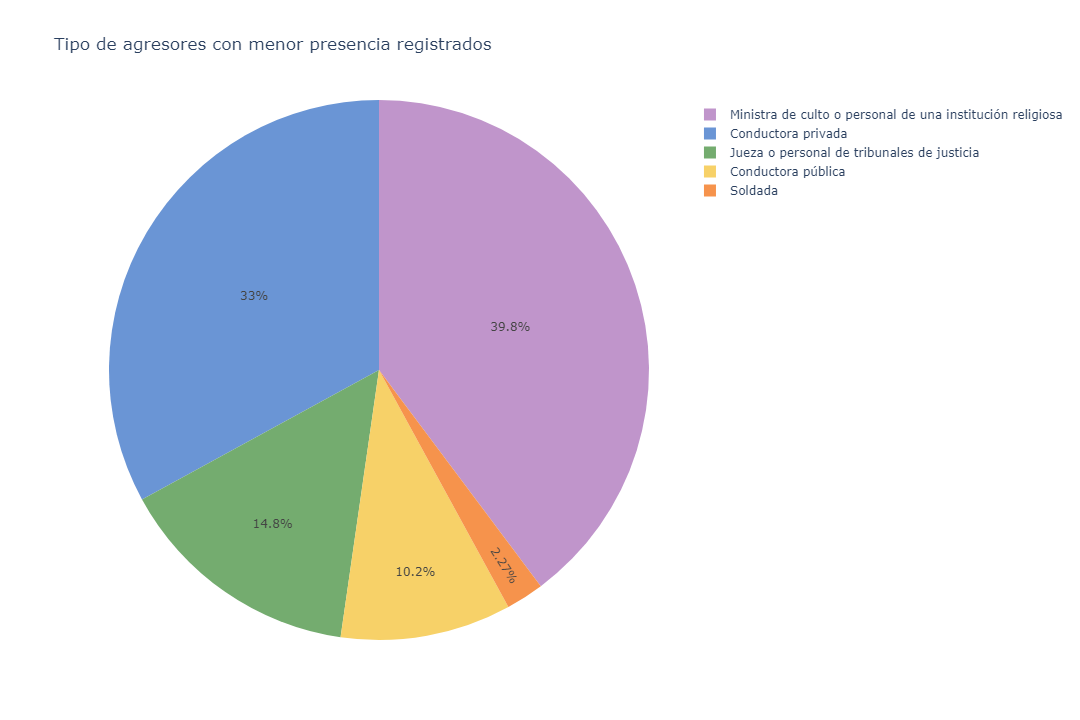 Tipo de agresores con menor presencia registrados
Ministra de culto o personal de una institución religiosa
Conductora privada
Jueza o personal de tribunales de justicia
Conductora pública
Soldada
33%
39.8%
14.8%
10.2%
2.27%